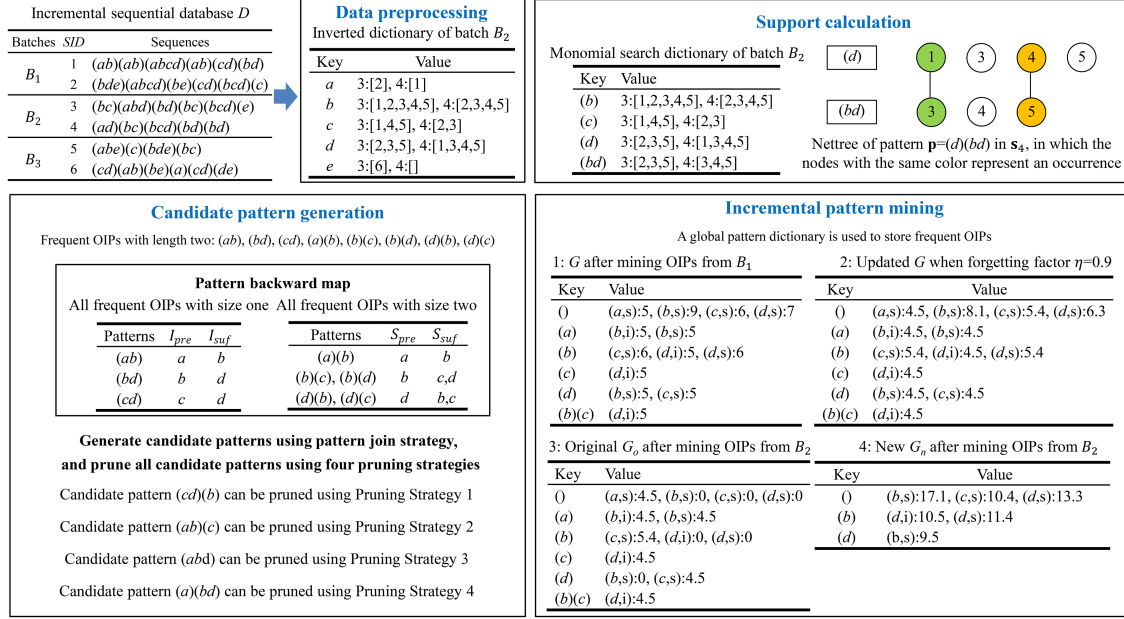 Incremental sequential database D
Batches SID Sequences
B1 1 (ab)(ab)(abcd)(ab)(cd)(bd)
2 (bde)(abcd)(be)(cd)(bcd)(c)
B2 3 (bc)(abd)(bd)(bc)(bcd)(e)
4 (ad)(bc)(bcd)(bd)(bd)
B3 5 (abe)(c)(bde)(bc)
6 (cd)(ab)(be)(a)(cd)(de)
Data preprocessing
Inverted dictionary of batch B2
Key Value
a 3:[2], 4:[1]
b 3:[1,2,3,4,5], 4:[2,3,4,5]
c 3:[1,4,5], 4:[2,3]
d 3:[2,3,5], 4:[1,3,4,5]
e 3:[6], 4:[]
Support calculation
Monomial search dictionary of batch B2
Key Value
(b) 3:[1,2,3,4,5], 4:[2,3,4,5]
(c) 3:[1,4,5], 4:[2,3]
(d) 3:[2,3,5], 4:[1,3,4,5]
(bd) 3:[2,3,5], 4:[3,4,5]
(d) 1 3 4 5
(bd) 3 4 5
Nettree of pattern p=(d)(bd) in s4, in which the
nodes with the same color represent an occurrence
Candidate pattern generation
Frequent OIPs with length two: (ab), (bd), (cd), (a)(b), (b)(c), (b)(d), (d)(b), (d)(c)
Pattern backward map
All frequent OIPs with size one
Patterns Ipre Isuf
(ab) a b
(bd) b d
(cd) c d
All frequent OIPs with size two
Patterns Spre Ssuf
(a)(b) a b
(b)(c), (b)(d) b c,d
(d)(b), (d)(c) d b,c
Generate candidate patterns using pattern join strategy,
and prune all candidate patterns using four pruning strategies
Candidate pattern (cd)(b) can be pruned using Pruning Strategy 1
Candidate pattern (ab)(c) can be pruned using Pruning Strategy 2
Candidate pattern (abd) can be pruned using Pruning Strategy 3
Candidate pattern (a)(bd) can be pruned using Pruning Strategy 4
Incremental pattern mining
A global pattern dictionary is used to store frequent OIPs
1: G after mining OIPs from B1
Key Value
() (a,s):5, (b,s):9, (c,s):6, (d,s):7
(a) (b,i):5, (b,s):5
(b) (c,s):6, (d,i):5, (d,s):6
(c) (d,i):5
(d) (b,s):5, (c,s):5
(b)(c) (d,i):5
2: Updated G when forgetting factor η=0.9
Key Value
() (a,s):4.5, (b,s):8.1, (c,s):5.4, (d,s):6.3
(a) (b,i):4.5, (b,s):4.5
(b) (c,s):5.4, (d,i):4.5, (d,s):5.4
(c) (d,i):4.5
(d) (b,s):4.5, (c,s):4.5
(b)(c) (d,i):4.5
3: Original Go after mining OIPs from B2
Key Value
() (a,s):4.5, (b,s):0, (c,s):0, (d,s):0
(a) (b,i):4.5, (b,s):4.5
(b) (c,s):5.4, (d,i):0, (d,s):0
(c) (d,i):4.5
(d) (b,s):0, (c,s):4.5
(b)(c) (d,i):4.5
4: New Gn after mining OIPs from B2
Key Value
() (b,s):17.1, (c,s):10.4, (d,s):13.3
(b) (d,i):10.5, (d,s):11.4
(d) (b,s):9.5